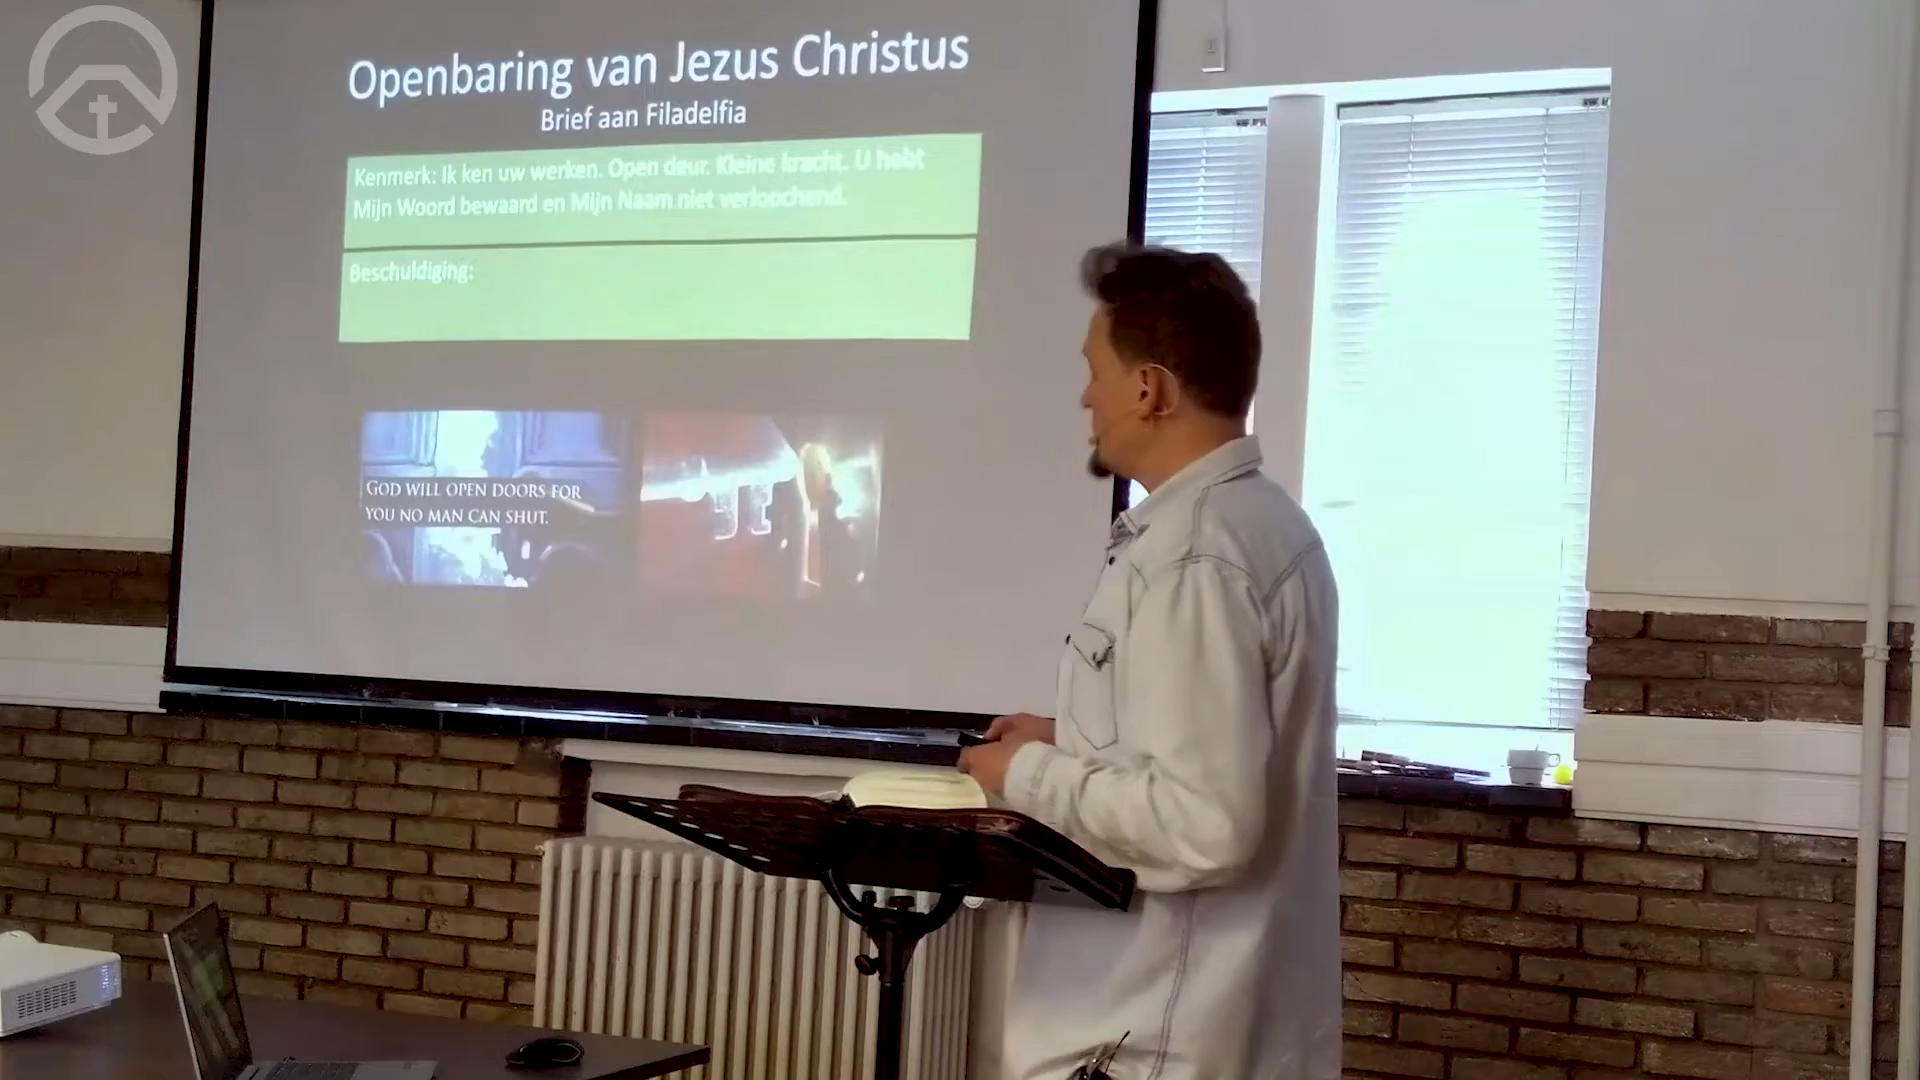 Openbaring van Jezus Christus
Brief aan Filadelfia
Kenmerk: Ik ken uw werken. Open deur. Kleine kracht. U hebt
Mijn Woord bewaard en Mijn Naam niet verloochend.
Beschuldiging:
GOD WILL OPEN DOORS FOR
YOU NO MAN CAN SHUT.